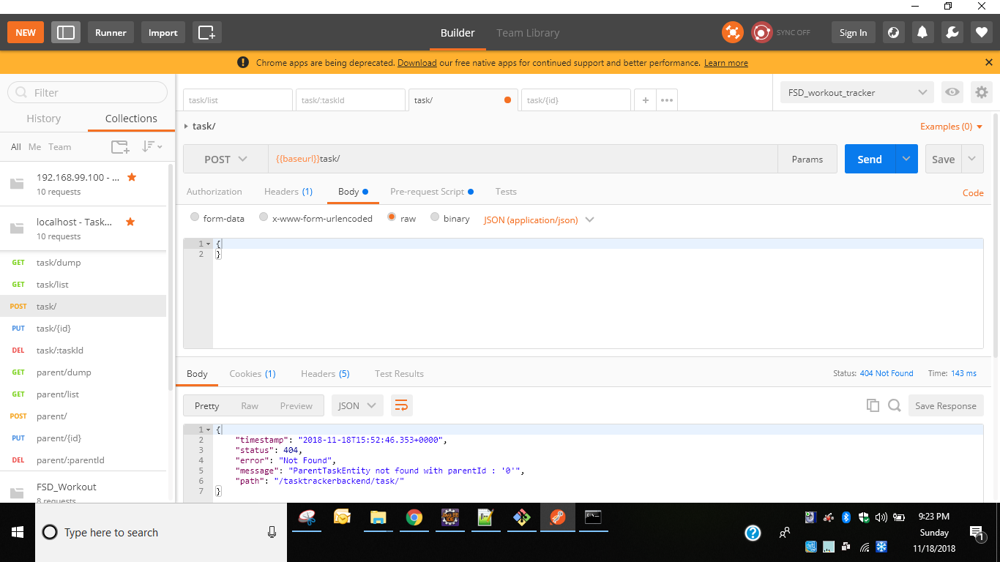 NEW Runner Import Builder Team Library SYNC OFF Sign In
Chrome apps are being deprecated. Download our free native apps for continued support and better performance. Learn more
Filter
History Collections
All Me Team
192.168.99.100 - ...
10 requests
localhost - Task...
10 requests
GET task/dump
GET task/list
POST task/
PUT task/{id}
DEL task/:taskId
GET parent/dump
GET parent/list
POST parent/
PUT parent/{id}
DEL parent/:parentId
FSD_Workout
8 requests
task/list task/:taskId task/ task/{id} + •••
FSD_workout_tracker
task/
Examples (0)
POST {{baseurl}}task/ Params Send Save
Authorization Headers (1) Body Pre-request Script Tests Code
form-data x-www-form-urlencoded raw binary JSON (application/json)
1 {
2 }
Body Cookies (1) Headers (5) Test Results Status: 404 Not Found Time: 143 ms
Pretty Raw Preview JSON Save Response
1 {
2 "timestamp": "2018-11-18T15:52:46.353+0000",
3 "status": 404,
4 "error": "Not Found",
5 "message": "ParentTaskEntity not found with parentId : '0'",
6 "path": "/tasktrackerbackend/task/"
7 }
Type here to search
9:23 PM
Sunday
11/18/2018
1